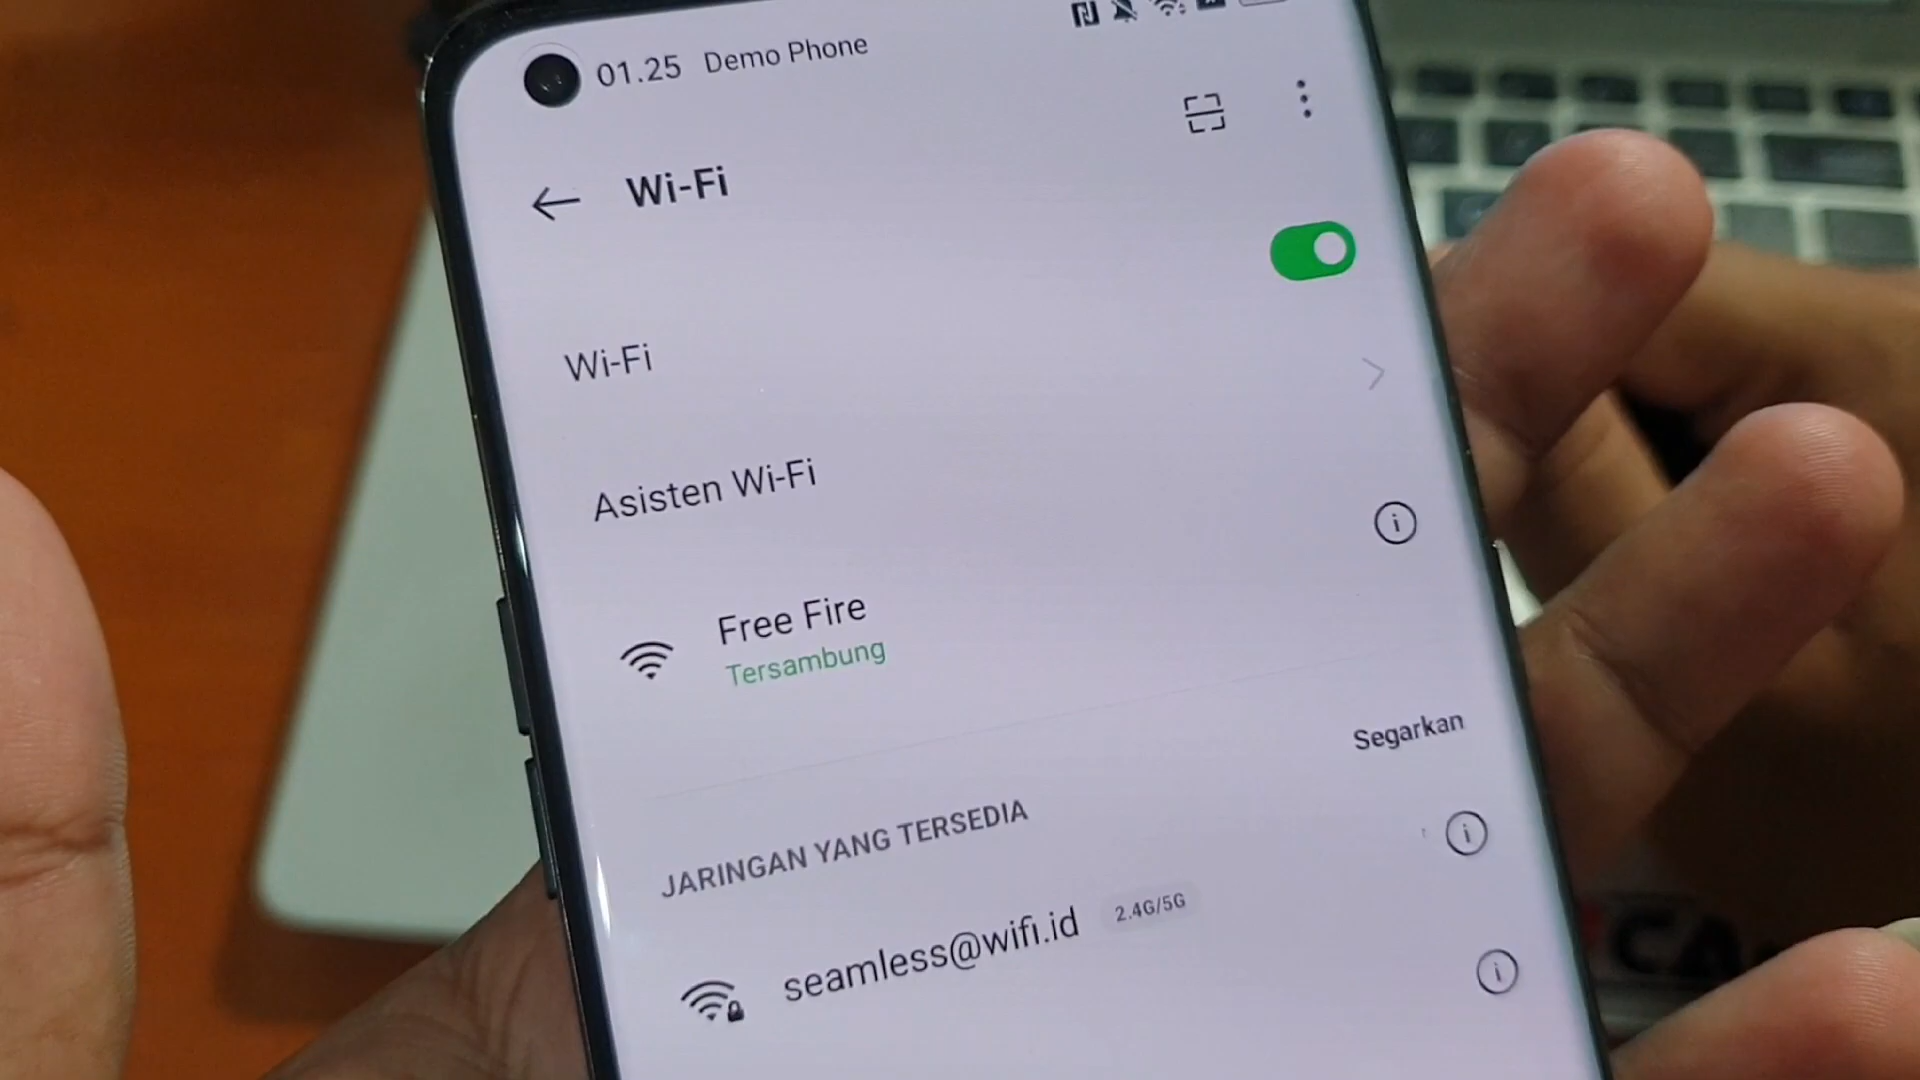 01.25 Demo Phone
Wi-Fi
Wi-Fi
Asisten Wi-Fi
Free Fire
Tersambung
Segarkan
JARINGAN YANG TERSEDIA
seamless@wifi.id 2.4G/5G
CA